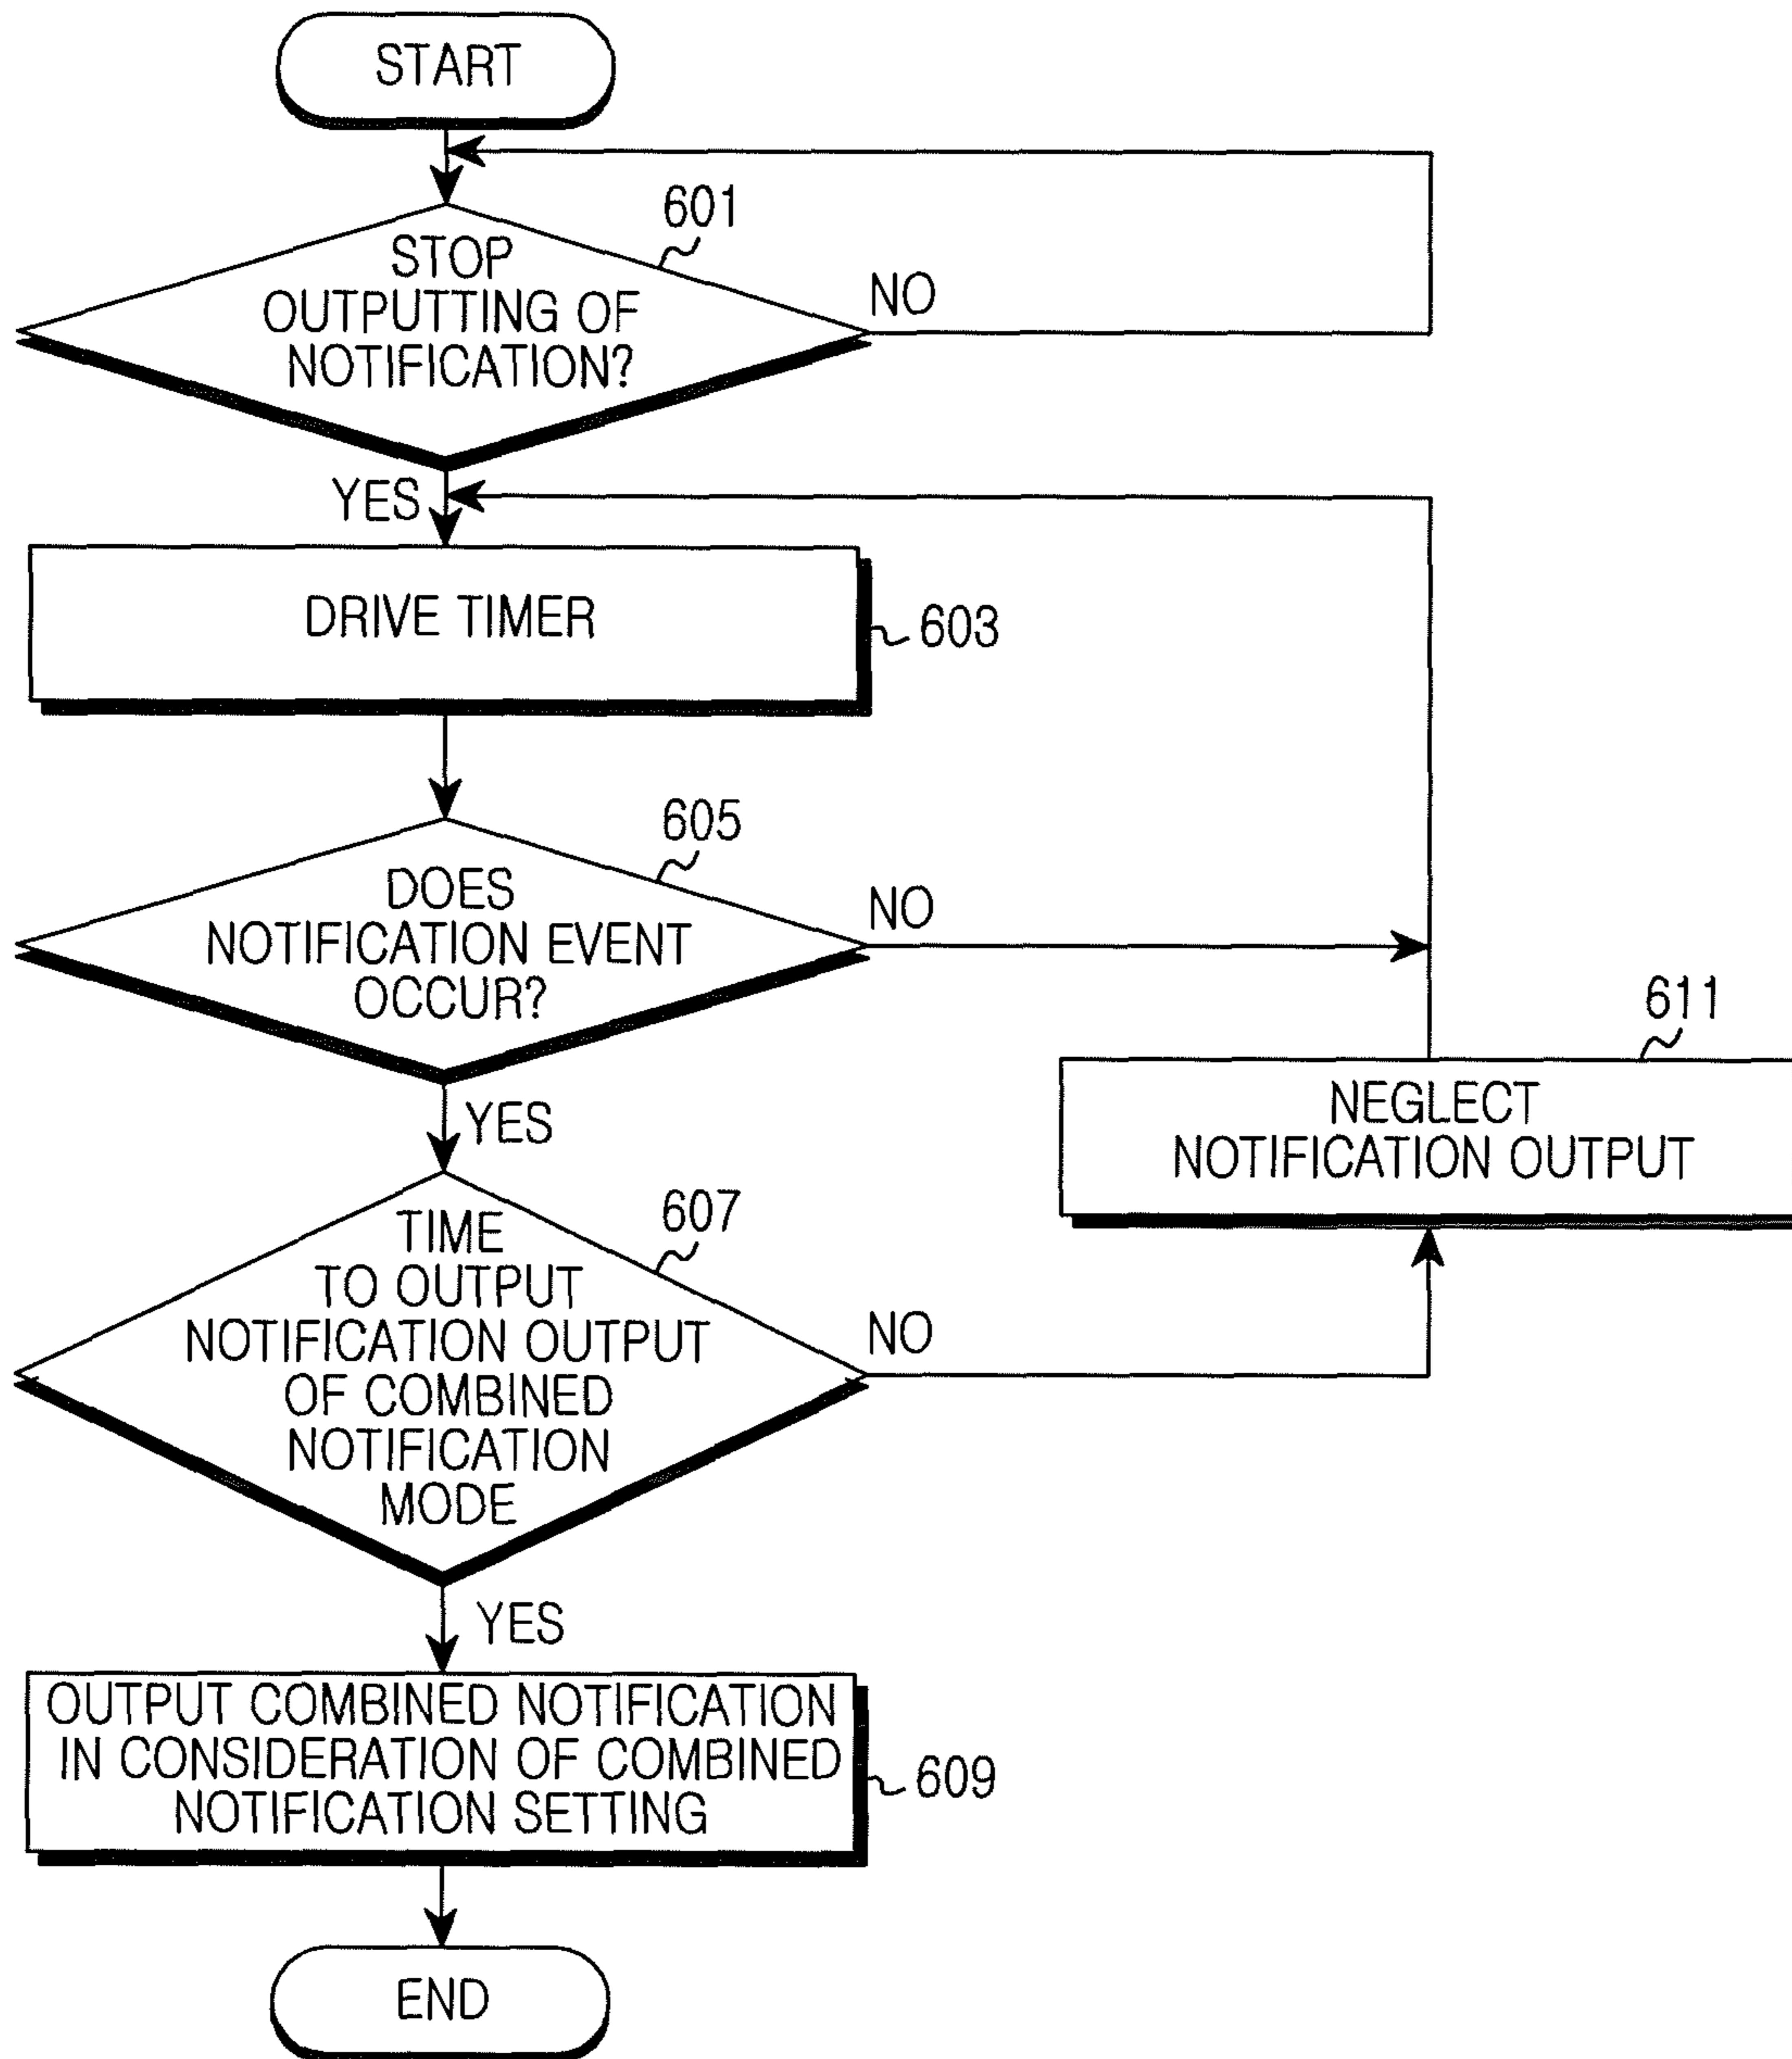 START
601
STOP
OUTPUTTING OF
NOTIFICATION?
NO
YES
DRIVE TIMER
603
605
DOES
NOTIFICATION EVENT
OCCUR?
NO
611
NEGLECT
NOTIFICATION OUTPUT
YES
607
TIME
TO OUTPUT
NOTIFICATION OUTPUT
OF COMBINED
NOTIFICATION
MODE
NO
YES
OUTPUT COMBINED NOTIFICATION
IN CONSIDERATION OF COMBINED
NOTIFICATION SETTING
609
END